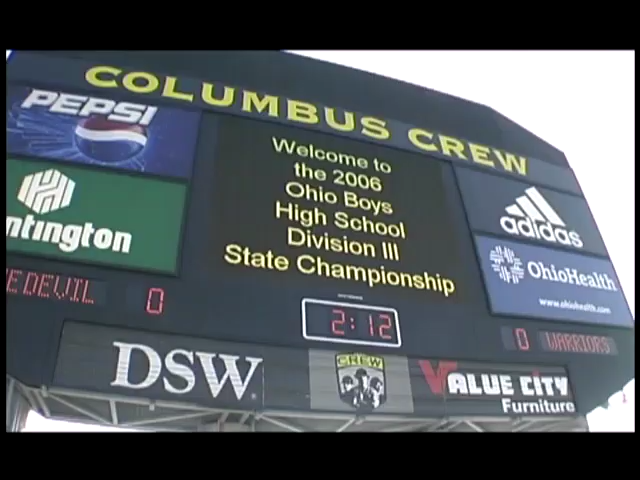 COLUMBUS CREW
PEPSI
ntington
Welcome to
the 2006
Ohio Boys
High School
Division III
State Championship
adidas
OhioHealth
www.ohiohealth.com
EDEVIL 0
2:12
0 WARRIORS
DSW
CREW
VALUE CITY
Furniture